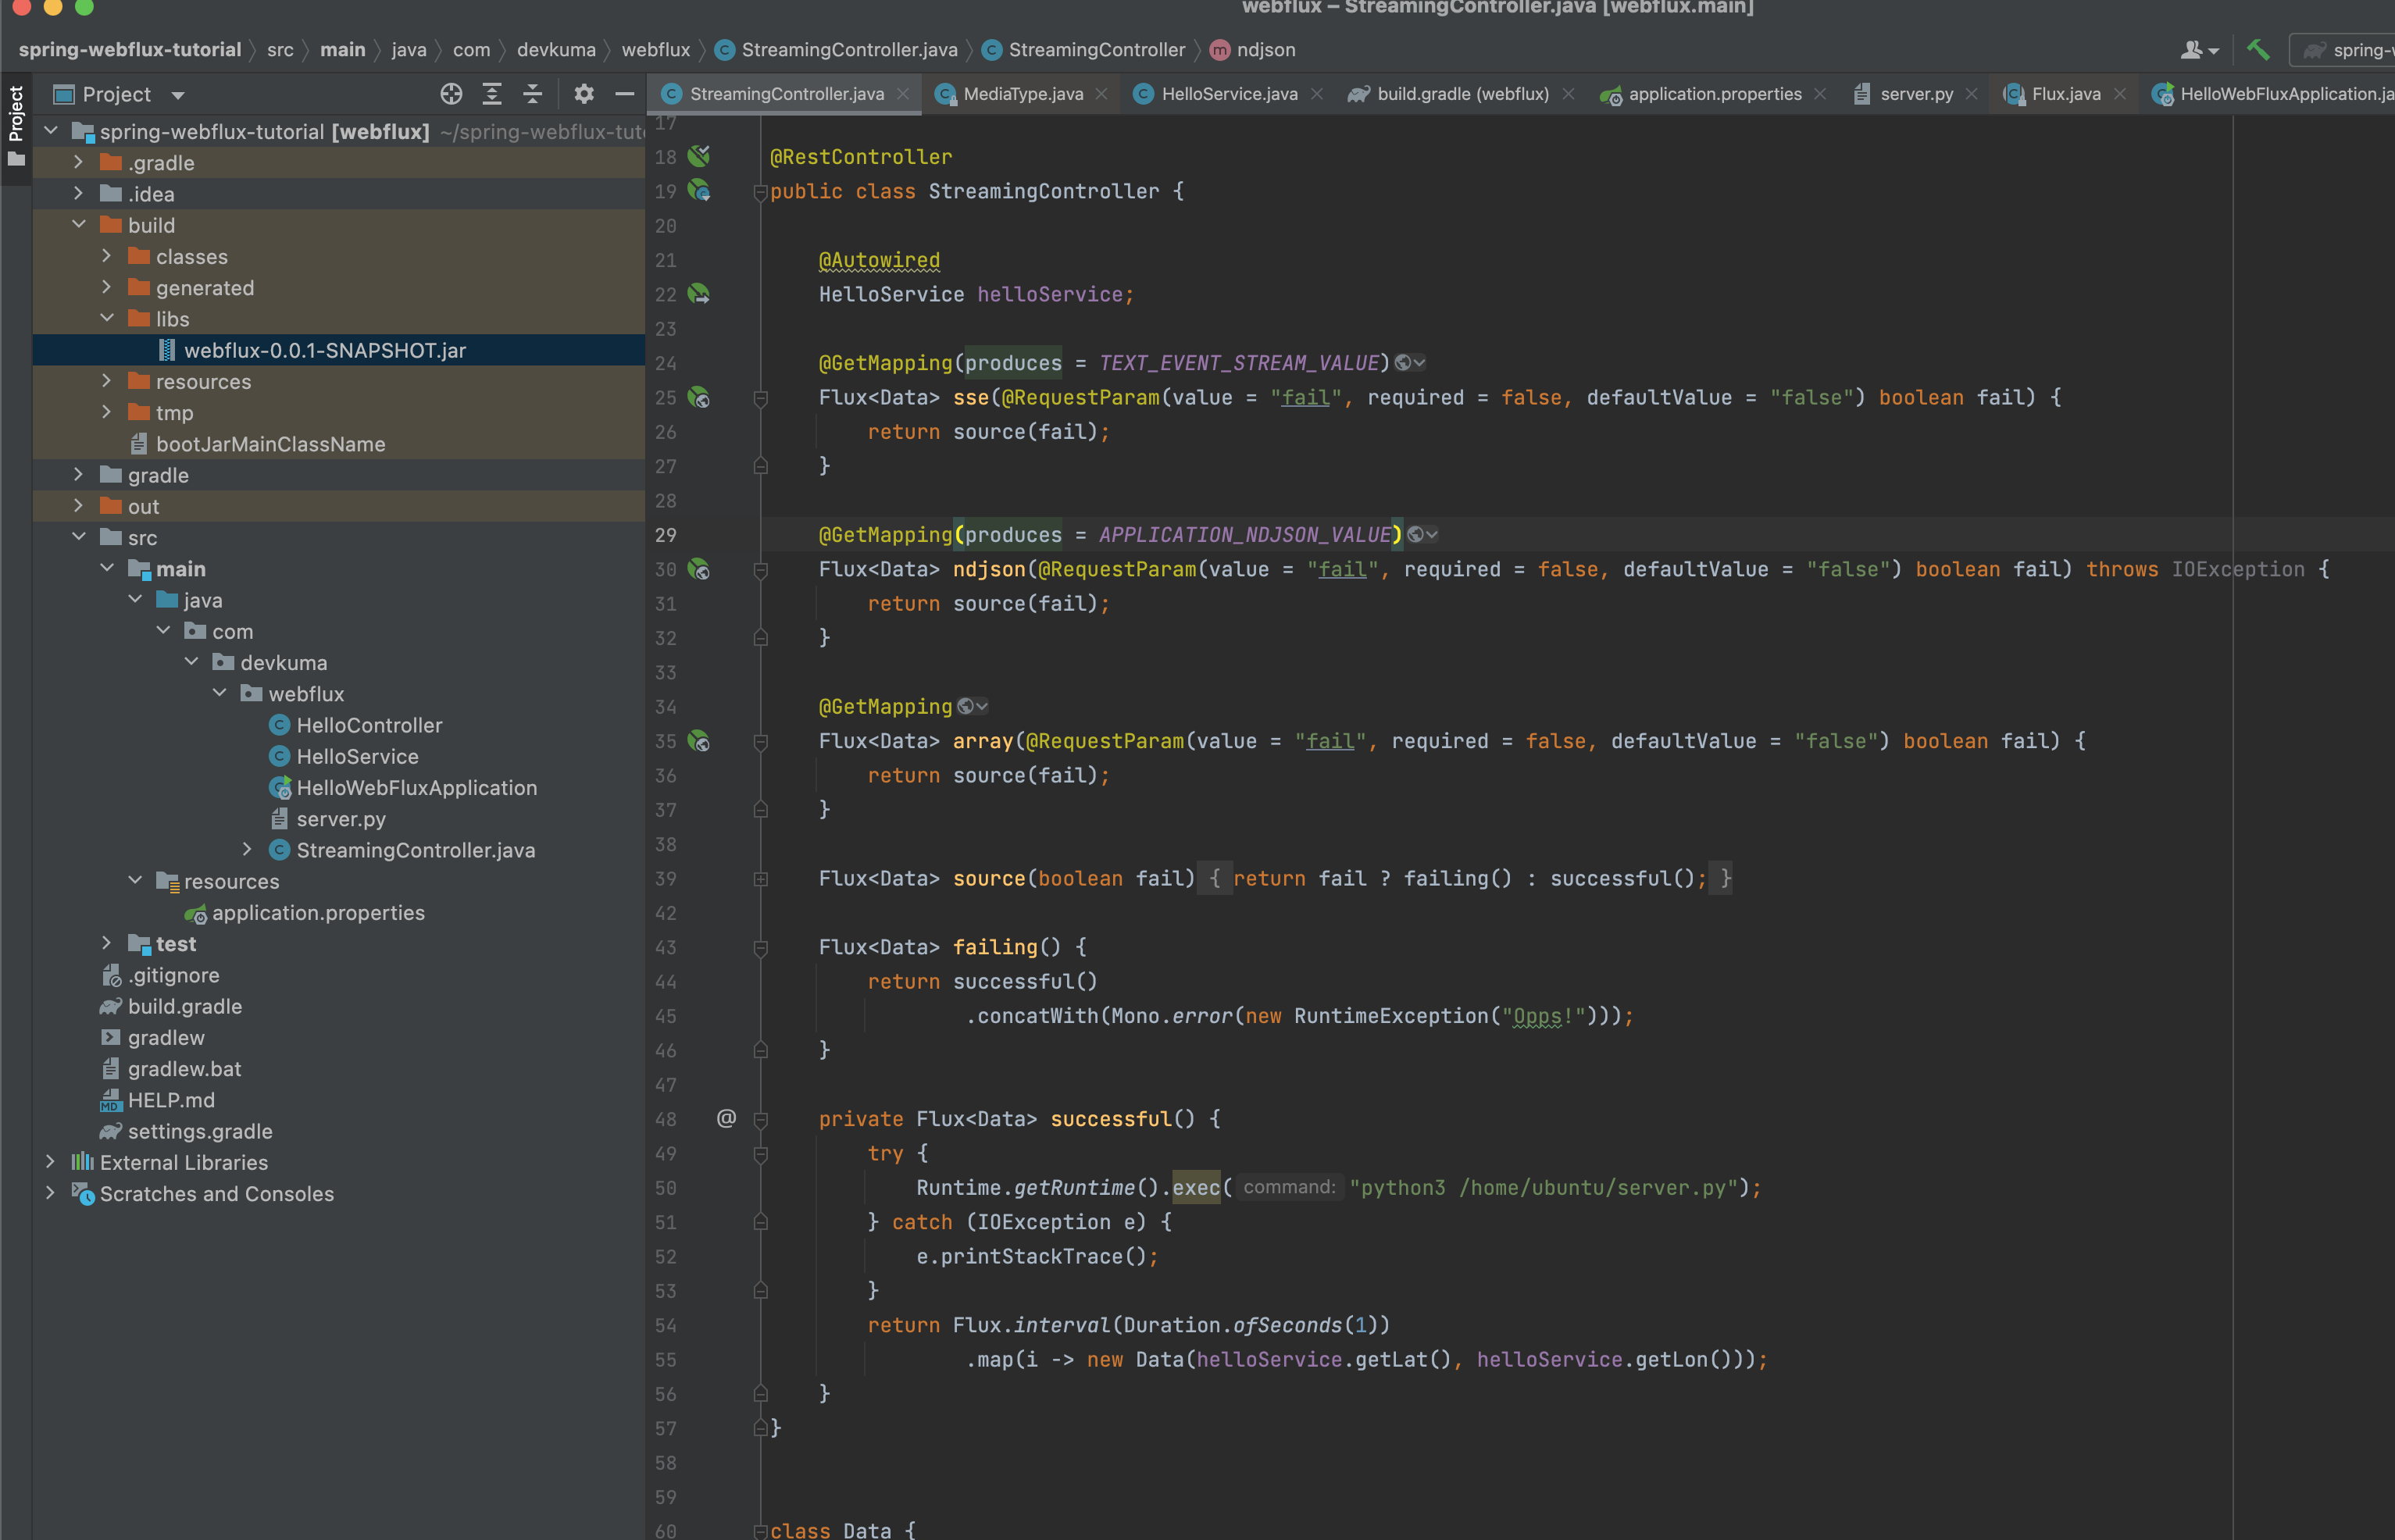 webflux – StreamingController.java [webflux.main]
spring-webflux-tutorial src main java com devkuma webflux StreamingController.java StreamingController ndjson
Project
Project
StreamingController.java MediaType.java HelloService.java build.gradle (webflux) application.properties server.py Flux.java
spring-webflux-tutorial [webflux]
.gradle
.idea
build
classes
generated
libs
webflux-0.0.1-SNAPSHOT.jar
resources
tmp
bootJarMainClassName
gradle
out
src
main
java
com
devkuma
webflux
HelloController
HelloService
HelloWebFluxApplication
server.py
StreamingController.java
resources
application.properties
test
.gitignore
build.gradle
gradlew
gradlew.bat
HELP.md
settings.gradle
External Libraries
Scratches and Consoles
17
18 @RestController
19 public class StreamingController {
20
21 @Autowired
22 HelloService helloService;
23
24 @GetMapping(produces = TEXT_EVENT_STREAM_VALUE)
25 Flux<Data> sse(@RequestParam(value = "fail", required = false, defaultValue = "false") boolean fail) {
26 return source(fail);
27 }
28
29 @GetMapping(produces = APPLICATION_NDJSON_VALUE)
30 Flux<Data> ndjson(@RequestParam(value = "fail", required = false, defaultValue = "false") boolean fail) throws IOException {
31 return source(fail);
32 }
33
34 @GetMapping
35 Flux<Data> array(@RequestParam(value = "fail", required = false, defaultValue = "false") boolean fail) {
36 return source(fail);
37 }
38
39 Flux<Data> source(boolean fail) { return fail ? failing() : successful(); }
42
43 Flux<Data> failing() {
44 return successful()
45 .concatWith(Mono.error(new RuntimeException("Opps!")));
46 }
47
48 @ private Flux<Data> successful() {
49 try {
50 Runtime.getRuntime().exec( command: "python3 /home/ubuntu/server.py");
51 } catch (IOException e) {
52 e.printStackTrace();
53 }
54 return Flux.interval(Duration.ofSeconds(1))
55 .map(i -> new Data(helloService.getLat(), helloService.getLon()));
56 }
57 }
58
59
60 class Data {